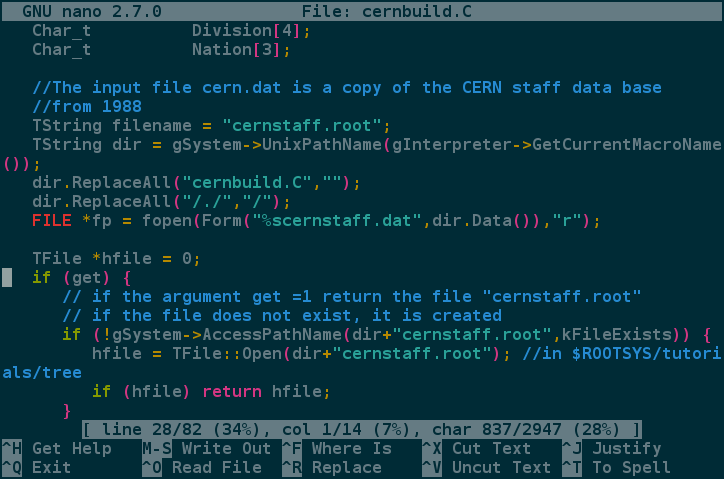 GNU nano 2.7.0              File: cernbuild.C
   Char_t          Division[4];
   Char_t          Nation[3];

   //The input file cern.dat is a copy of the CERN staff data base
   //from 1988
   TString filename = "cernstaff.root";
   TString dir = gSystem->UnixPathName(gInterpreter->GetCurrentMacroName
());
   dir.ReplaceAll("cernbuild.C","");
   dir.ReplaceAll("/./","/");
   FILE *fp = fopen(Form("%scernstaff.dat",dir.Data()),"r");

   TFile *hfile = 0;
   if (get) {
      // if the argument get =1 return the file "cernstaff.root"
      // if the file does not exist, it is created
      if (!gSystem->AccessPathName(dir+"cernstaff.root",kFileExists)) {
         hfile = TFile::Open(dir+"cernstaff.root"); //in $ROOTSYS/tutori
als/tree
         if (hfile) return hfile;
      }
[ line 28/82 (34%), col 1/14 (7%), char 837/2947 (28%) ]
^H Get Help   M-S Write Out ^F Where Is   ^X Cut Text   ^J Justify
^Q Exit       ^O Read File  ^R Replace    ^V Uncut Text ^T To Spell